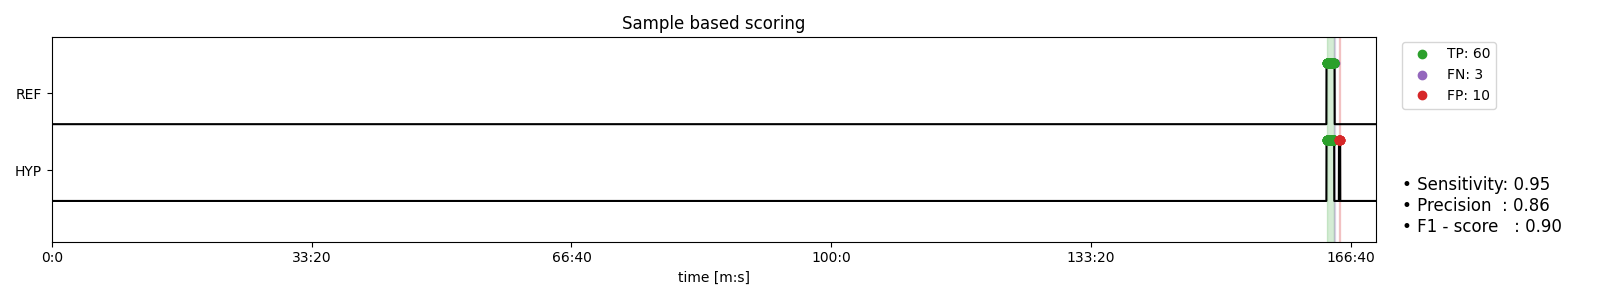 Sample based scoring
REF
HYP
0:0
33:20
66:40
100:0
133:20
166:40
time [m:s]
TP: 60
FN: 3
FP: 10
• Sensitivity: 0.95
• Precision : 0.86
• F1 - score : 0.90